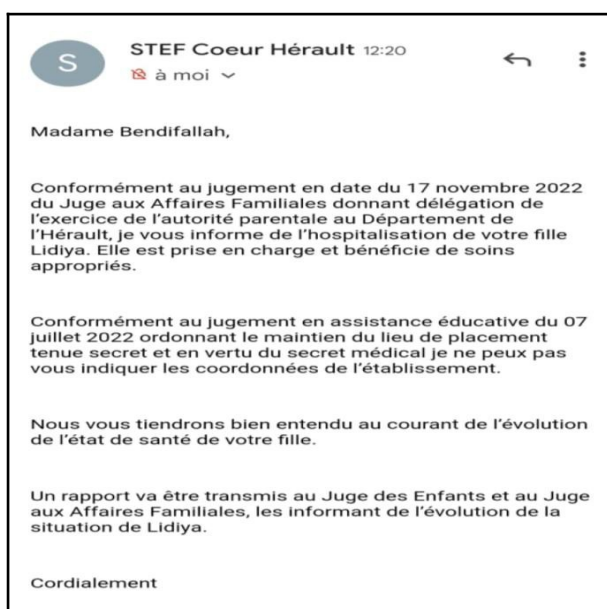 S
STEF Coeur Hérault 12:20
à moi
Madame Bendifallah,
Conformément au jugement en date du 17 novembre 2022
du Juge aux Affaires Familiales donnant délégation de
l'exercice de l'autorité parentale au Département de
l'Hérault, je vous informe de l'hospitalisation de votre fille
Lidiya. Elle est prise en charge et bénéficie de soins
appropriés.
Conformément au jugement en assistance éducative du 07
juillet 2022 ordonnant le maintien du lieu de placement
tenue secret et en vertu du secret médical je ne peux pas
vous indiquer les coordonnées de l'établissement.
Nous vous tiendrons bien entendu au courant de l'évolution
de l'état de santé de votre fille.
Un rapport va être transmis au Juge des Enfants et au Juge
aux Affaires Familiales, les informant de l'évolution de la
situation de Lidiya.
Cordialement